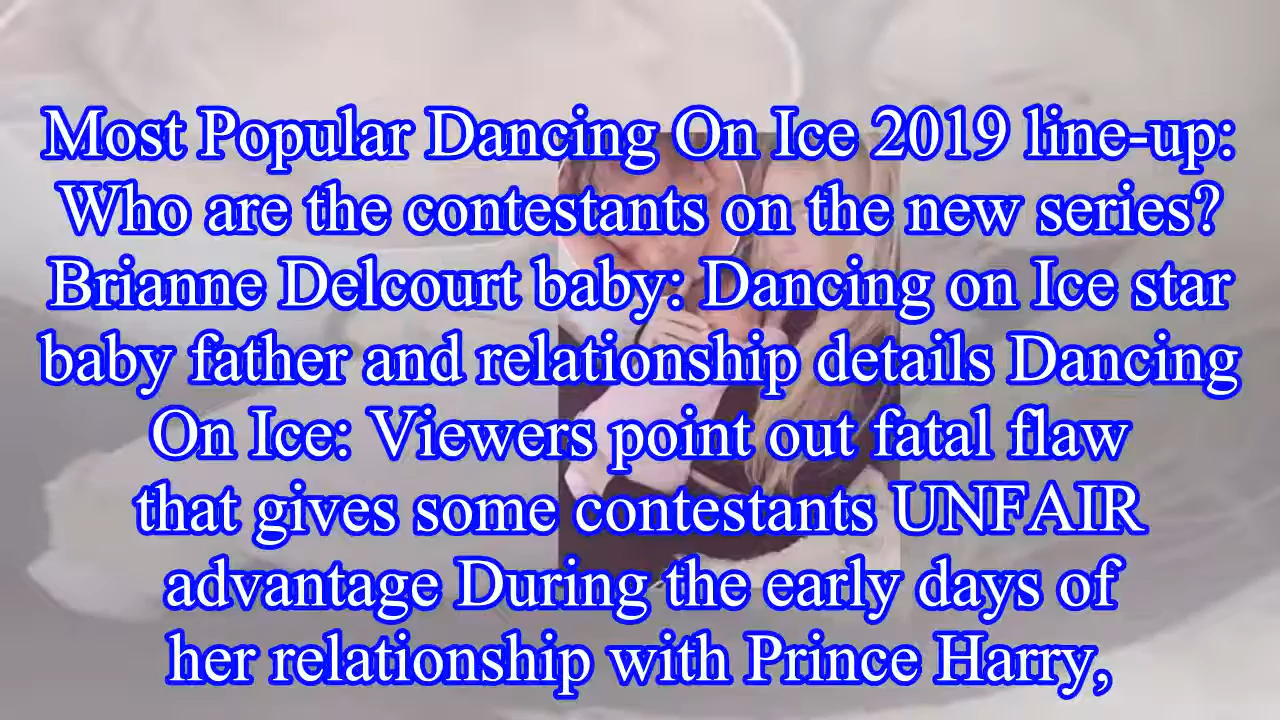 Most Popular Dancing On Ice 2019 line-up:
Who are the contestants on the new series?
Brianne Delcourt baby: Dancing on Ice star
baby father and relationship details Dancing
On Ice: Viewers point out fatal flaw
that gives some contestants UNFAIR
advantage During the early days of
her relationship with Prince Harry,